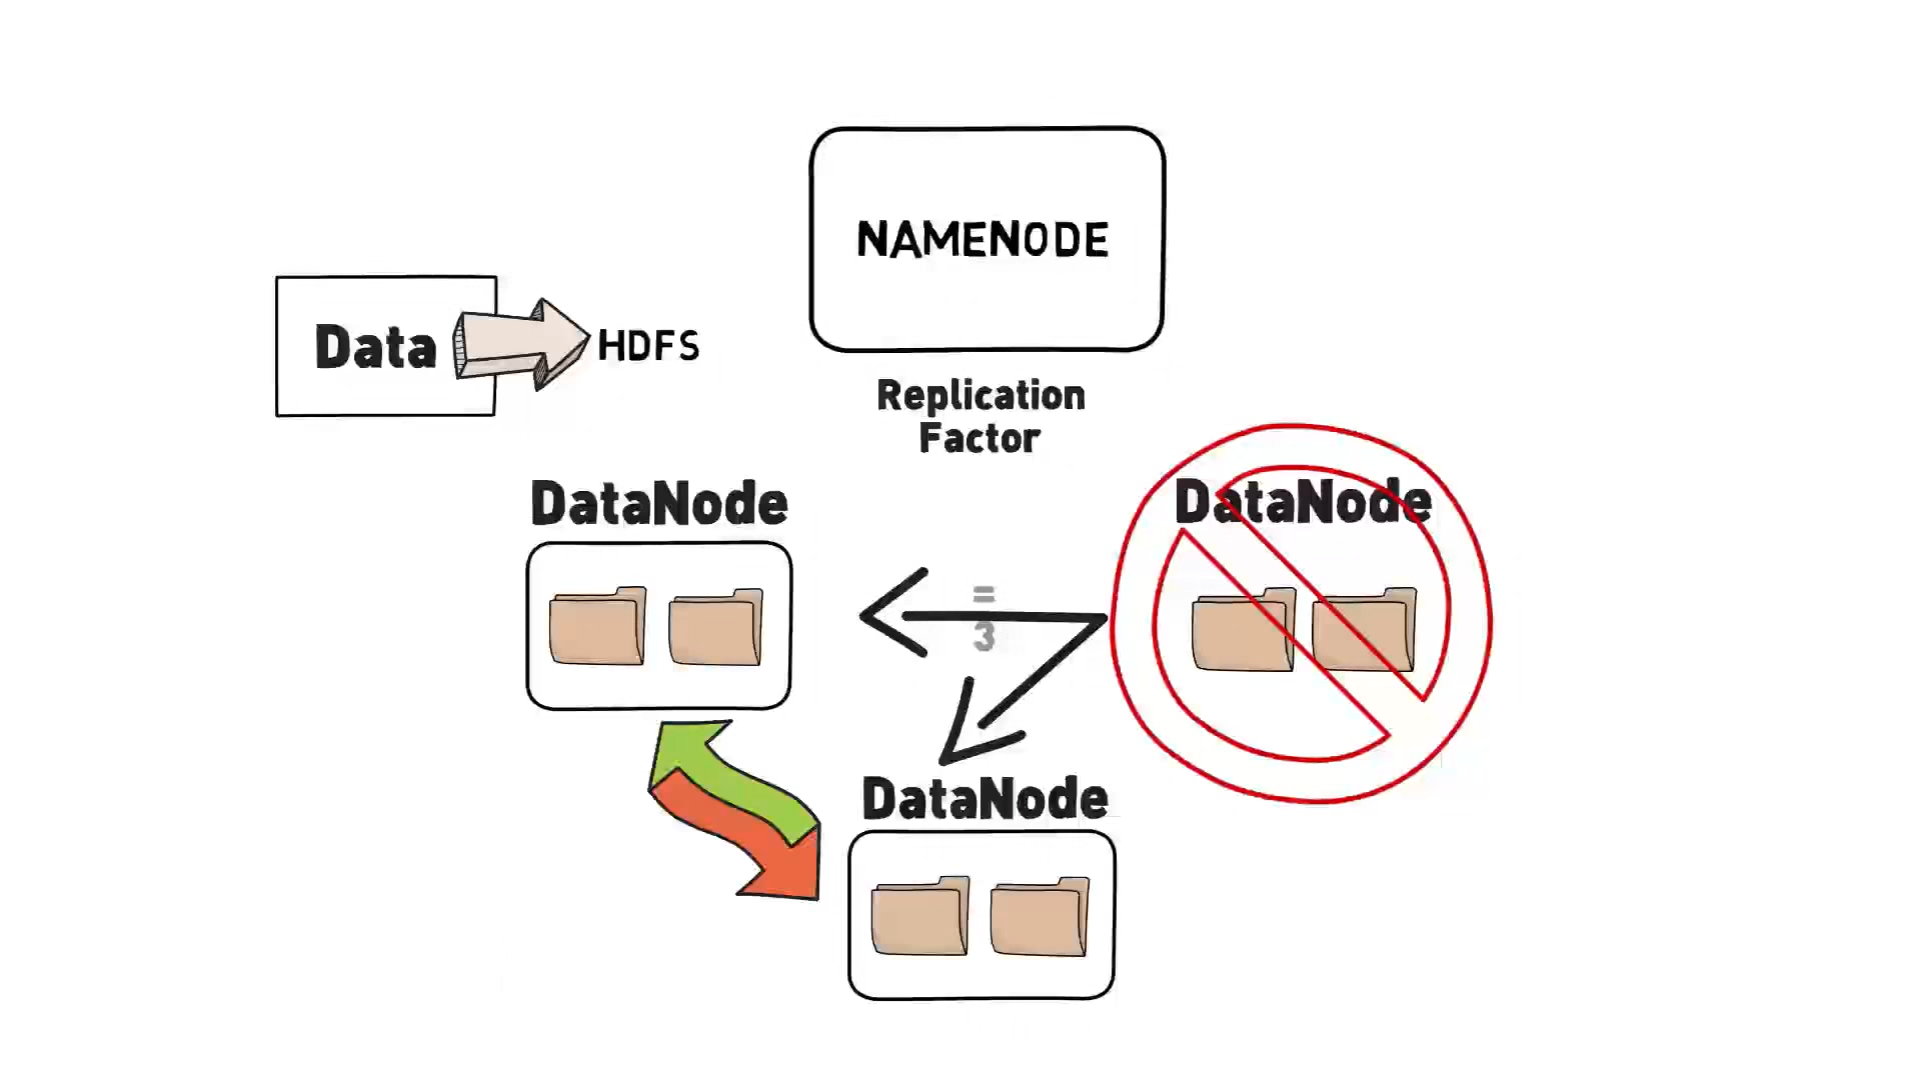 NAMENODE
Data
HDFS
Replication
Factor
DataNode
DataNode
=
3
DataNode